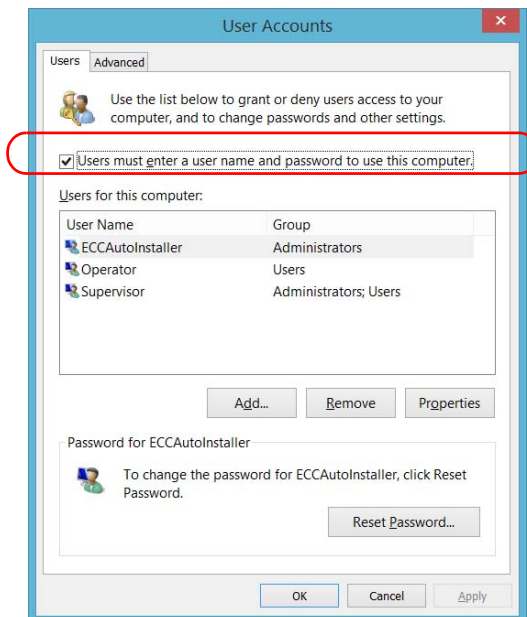 User Accounts
Users Advanced
Use the list below to grant or deny users access to your
computer, and to change passwords and other settings.
Users must enter a user name and password to use this computer.
Users for this computer:
User Name Group
ECCAutoInstaller Administrators
Operator Users
Supervisor Administrators; Users
Add... Remove Properties
Password for ECCAutoInstaller
To change the password for ECCAutoInstaller, click Reset
Password.
Reset Password...
OK Cancel Apply